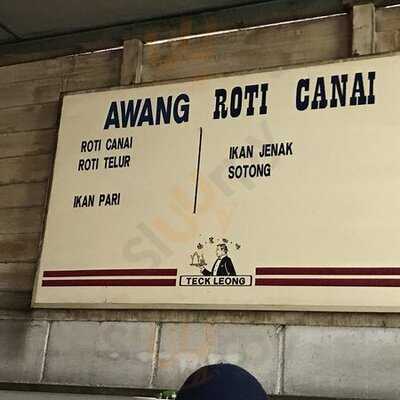 AWANG ROTI CANAI
ROTI CANAI
ROTI TELUR
IKAN PARI
IKAN JENAK
SOTONG
TECK LEONG